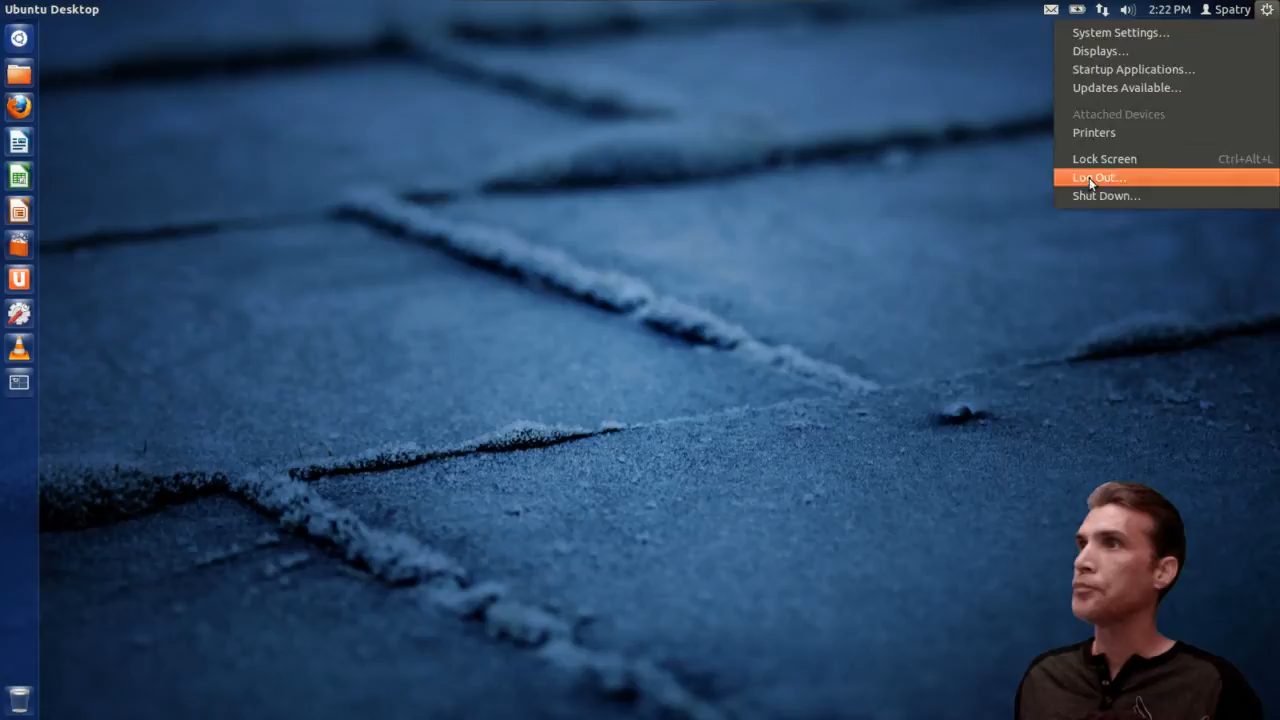 Ubuntu Desktop
2:22 PM Spatry
System Settings...
Displays...
Startup Applications...
Updates Available...
Attached Devices
Printers
Lock Screen Ctrl+Alt+L
Log Out...
Shut Down...
U